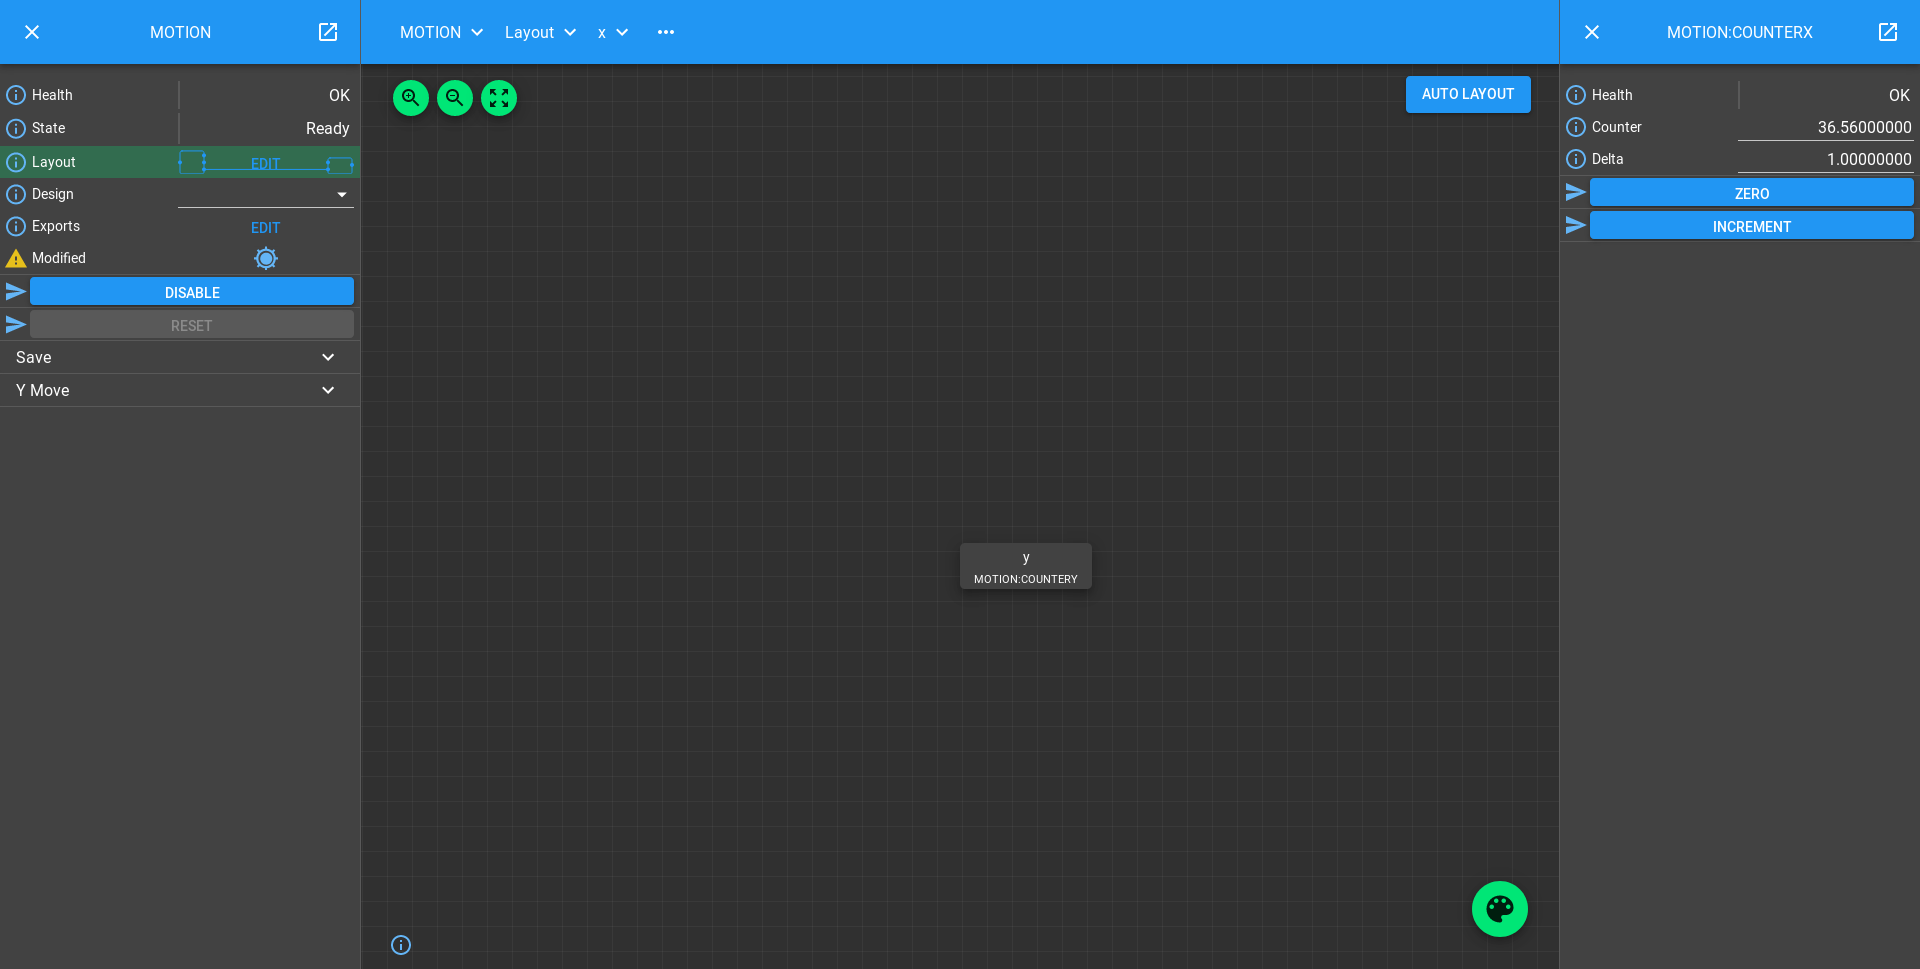 MOTION
Health OK
State Ready
Layout EDIT
Design
Exports EDIT
Modified
DISABLE
RESET
Save
Y Move
MOTION Layout x
AUTO LAYOUT
y
MOTION:COUNTERY
MOTION:COUNTERX
Health OK
Counter 36.56000000
Delta 1.00000000
ZERO
INCREMENT